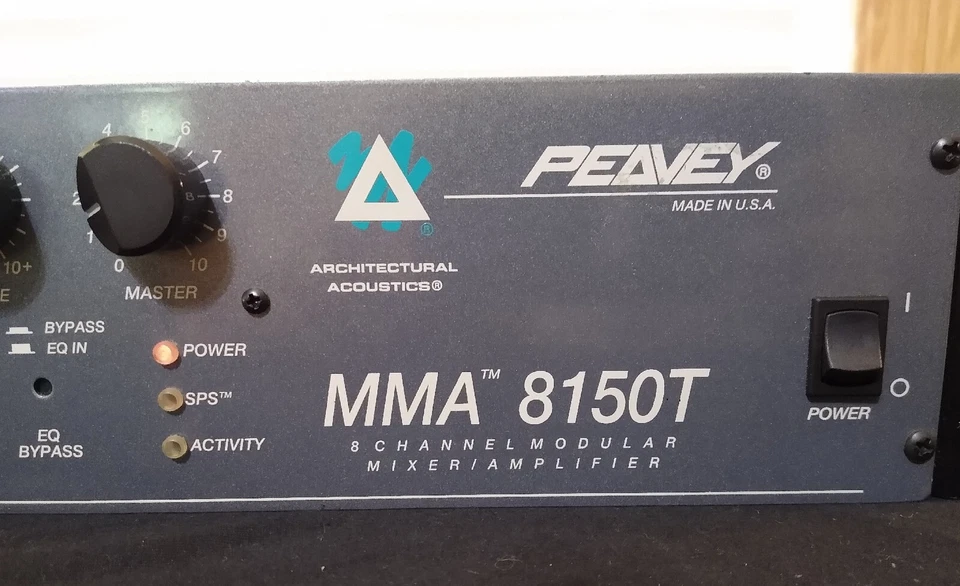 4 5 6 7 8 9 10
2 1 0
MASTER
10+
E
BYPASS
EQ IN
EQ
BYPASS
POWER
SPS™
ACTIVITY
®
ARCHITECTURAL
ACOUSTICS®
PEAVEY®
MADE IN U.S.A.
MMA™ 8150T
8 CHANNEL MODULAR
MIXER/AMPLIFIER
I
O
POWER